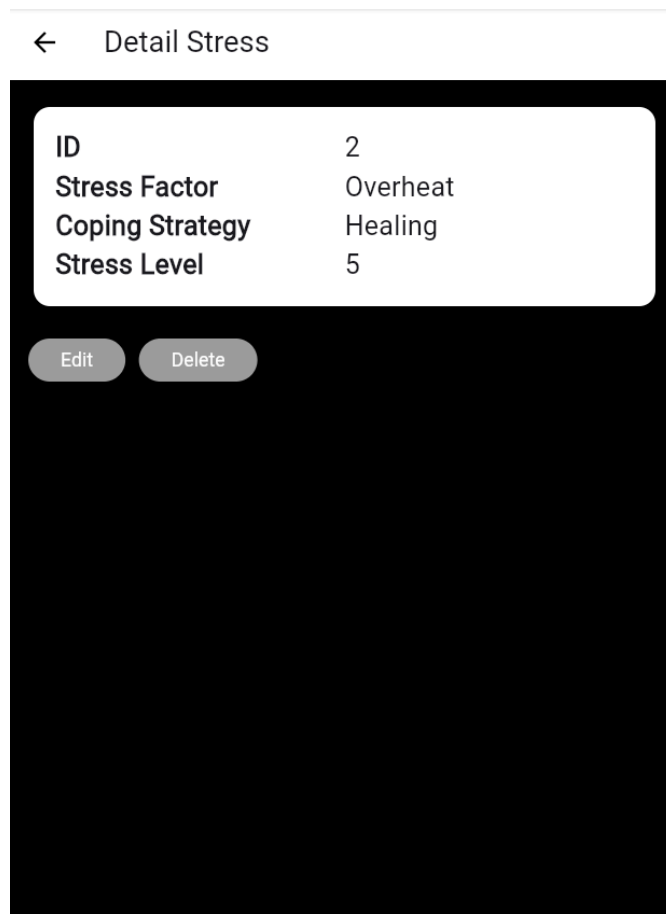 Detail Stress
ID 2
Stress Factor Overheat
Coping Strategy Healing
Stress Level 5
Edit Delete